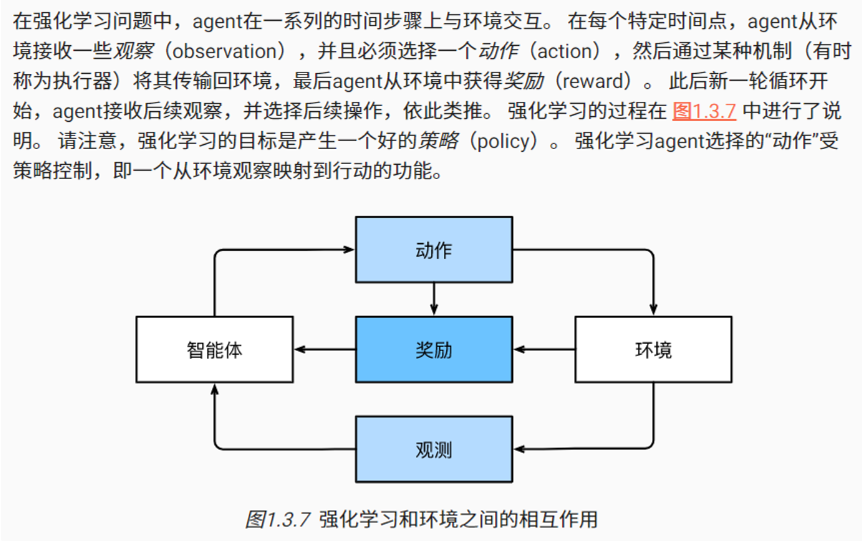 在强化学习问题中，agent在一系列的时间步骤上与环境交互。 在每个特定时间点，agent从环
境接收一些观察（observation），并且必须选择一个动作（action），然后通过某种机制（有时
称为执行器）将其传输回环境，最后agent从环境中获得奖励（reward）。 此后新一轮循环开
始，agent接收后续观察，并选择后续操作，依此类推。 强化学习的过程在 图1.3.7 中进行了说
明。 请注意，强化学习的目标是产生一个好的策略（policy）。 强化学习agent选择的“动作”受
策略控制，即一个从环境观察映射到行动的功能。
动作
智能体
奖励
环境
观测
图1.3.7 强化学习和环境之间的相互作用